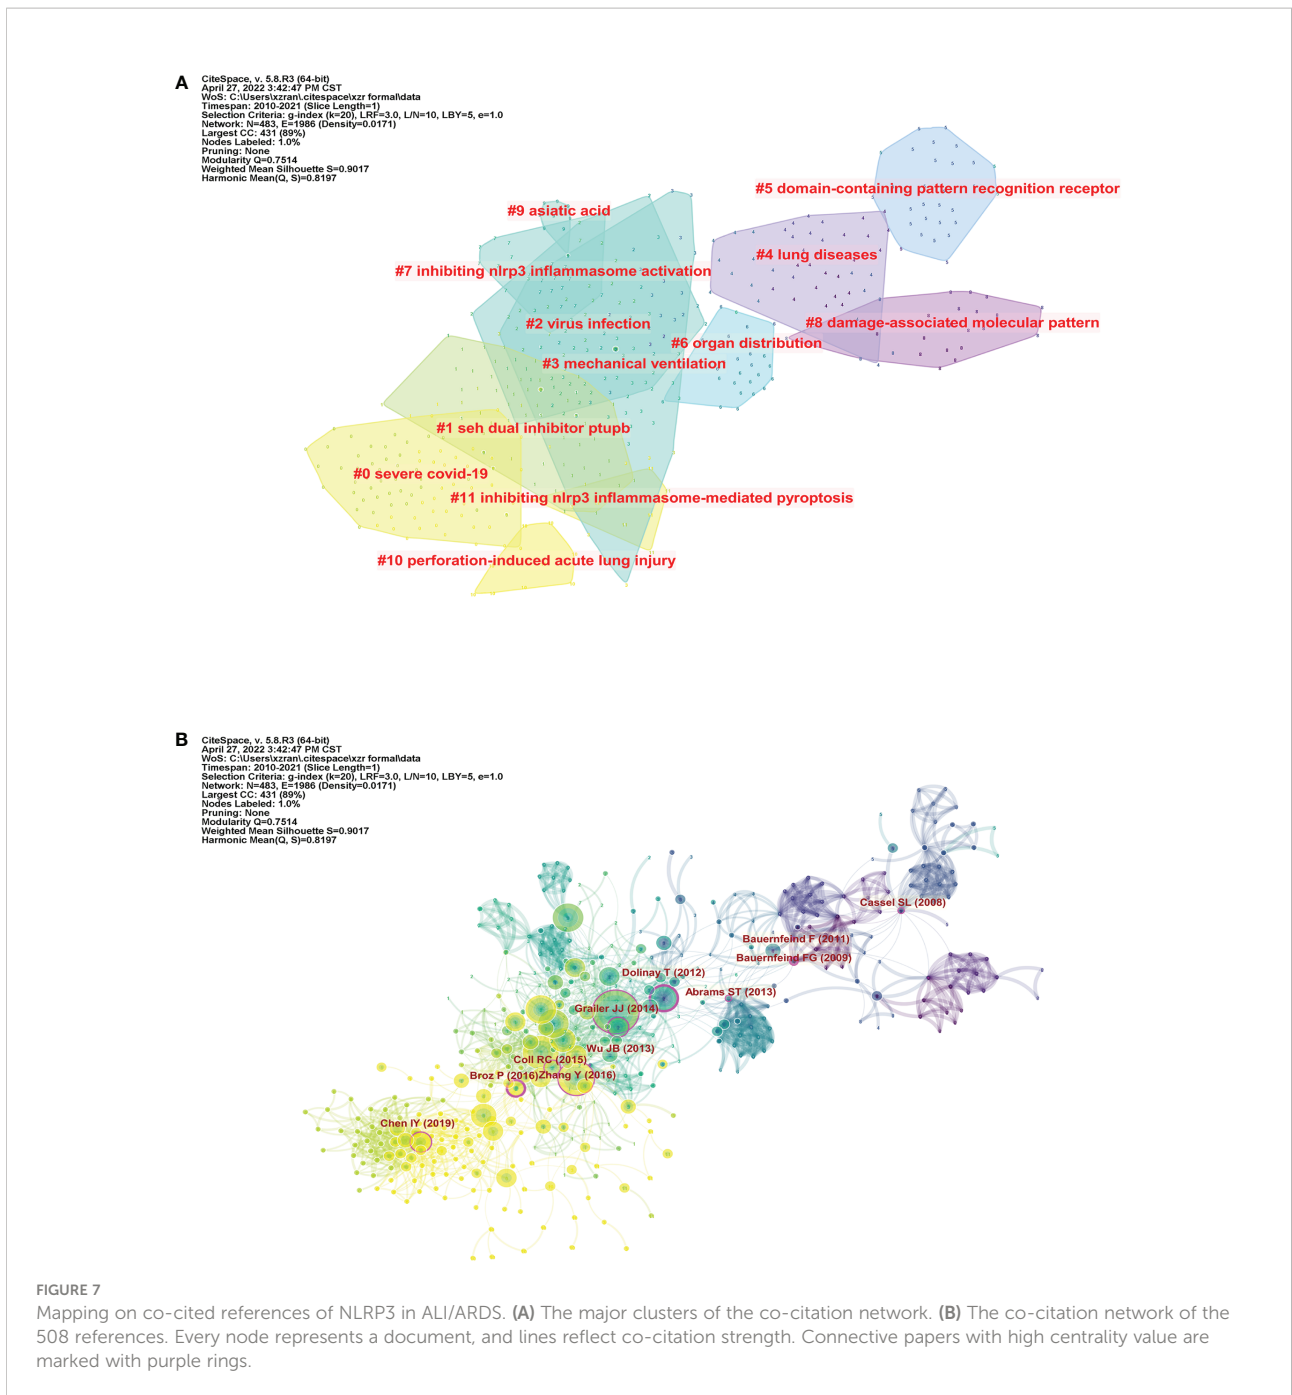 A
CiteSpace, v. 5.8.R3 (64-bit)
April 27, 2022 3:42:47 PM CST
WoS: C:\Users\xzran\.citespace\xzr formal\data
Timespan: 2010-2021 (Slice Length=1)
Selection Criteria: g-index (k=20), LRF=3.0, L/N=10, LBY=5, e=1.0
Network: N=483, E=1986 (Density=0.0171)
Largest CC: 431 (89%)
Nodes Labeled: 1.0%
Pruning: None
Modularity Q=0.7514
Weighted Mean Silhouette S=0.9017
Harmonic Mean(Q, S)=0.8197
#5 domain-containing pattern recognition receptor
#9 asiatic acid
#4 lung diseases
#7 inhibiting nlrp3 inflammasome activation
#2 virus infection
#8 damage-associated molecular pattern
#6 organ distribution
#3 mechanical ventilation
#1 seh dual inhibitor ptupb
#0 severe covid-19
#11 inhibiting nlrp3 inflammasome-mediated pyroptosis
#10 perforation-induced acute lung injury
B
CiteSpace, v. 5.8.R3 (64-bit)
April 27, 2022 3:42:47 PM CST
WoS: C:\Users\xzran\.citespace\xzr formal\data
Timespan: 2010-2021 (Slice Length=1)
Selection Criteria: g-index (k=20), LRF=3.0, L/N=10, LBY=5, e=1.0
Network: N=483, E=1986 (Density=0.0171)
Largest CC: 431 (89%)
Nodes Labeled: 1.0%
Pruning: None
Modularity Q=0.7514
Weighted Mean Silhouette S=0.9017
Harmonic Mean(Q, S)=0.8197
Cassel SL (2008)
Bauernfeind F (2011)
Bauernfeind FG (2009)
Dolinay T (2012)
Abrams ST (2013)
Grailer JJ (2014)
Wu JB (2013)
Coll RC (2015)
Broz P (2016)
Zhang Y (2016)
Chen IY (2019)
FIGURE 7
Mapping on co-cited references of NLRP3 in ALI/ARDS. (A) The major clusters of the co-citation network. (B) The co-citation network of the
508 references. Every node represents a document, and lines reflect co-citation strength. Connective papers with high centrality value are
marked with purple rings.